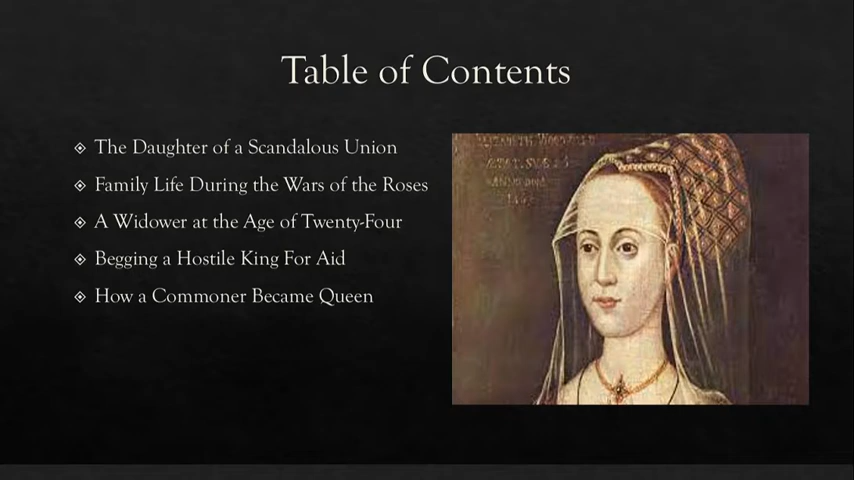 Table of Contents
The Daughter of a Scandalous Union
Family Life During the Wars of the Roses
A Widower at the Age of Twenty-Four
Begging a Hostile King For Aid
How a Commoner Became Queen